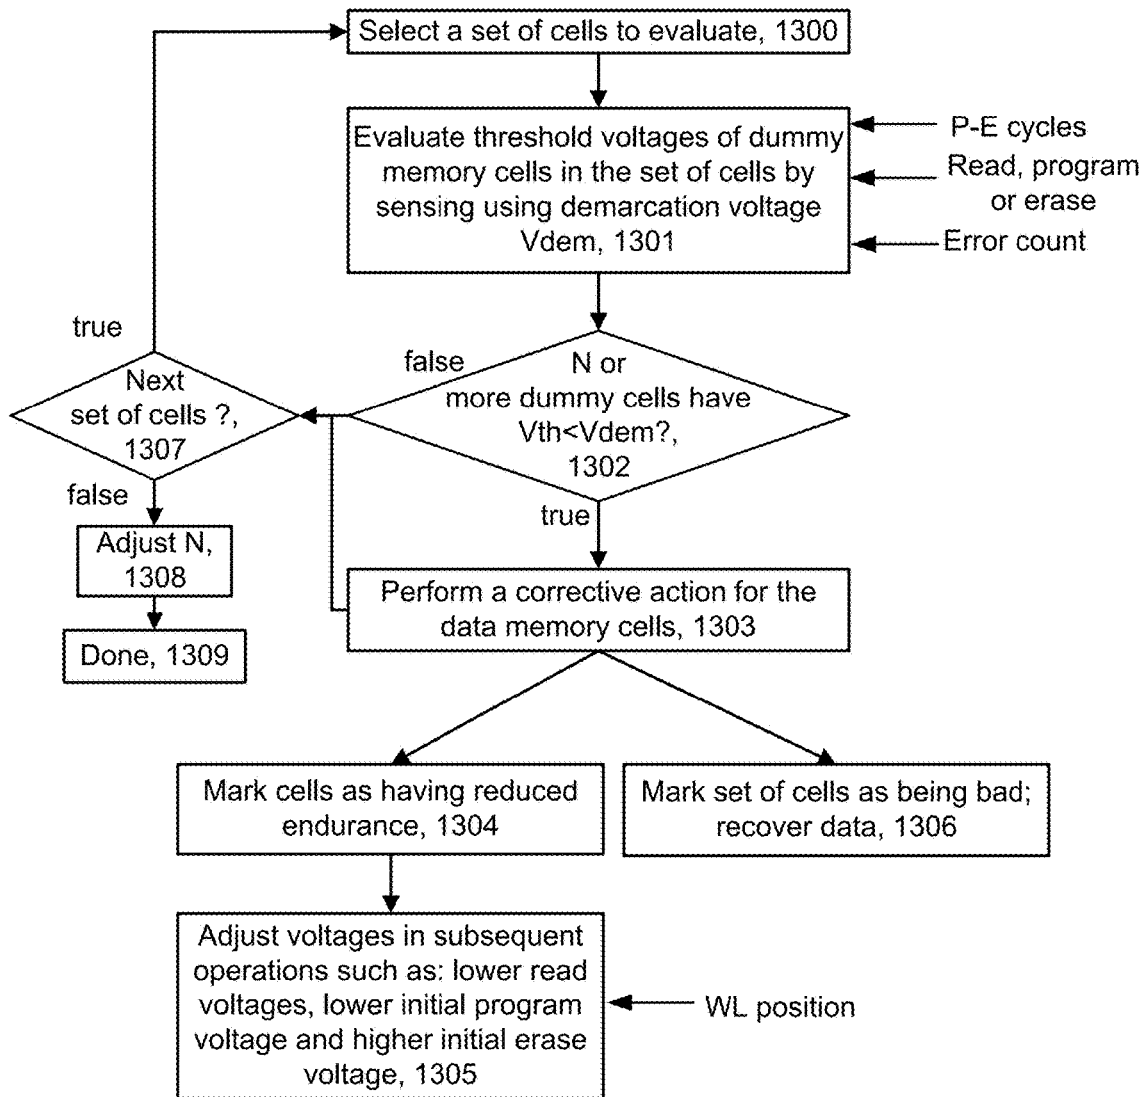 Select a set of cells to evaluate, 1300
Evaluate threshold voltages of dummy
memory cells in the set of cells by
sensing using demarcation voltage
Vdem, 1301
P-E cycles
Read, program
or erase
Error count
true
false
N or
more dummy cells have
Vth<Vdem?,
1302
Next
set of cells ?,
1307
false
true
Adjust N,
1308
Done, 1309
Perform a corrective action for the
data memory cells, 1303
Mark cells as having reduced
endurance, 1304
Mark set of cells as being bad;
recover data, 1306
Adjust voltages in subsequent
operations such as: lower read
voltages, lower initial program
voltage and higher initial erase
voltage, 1305
WL position